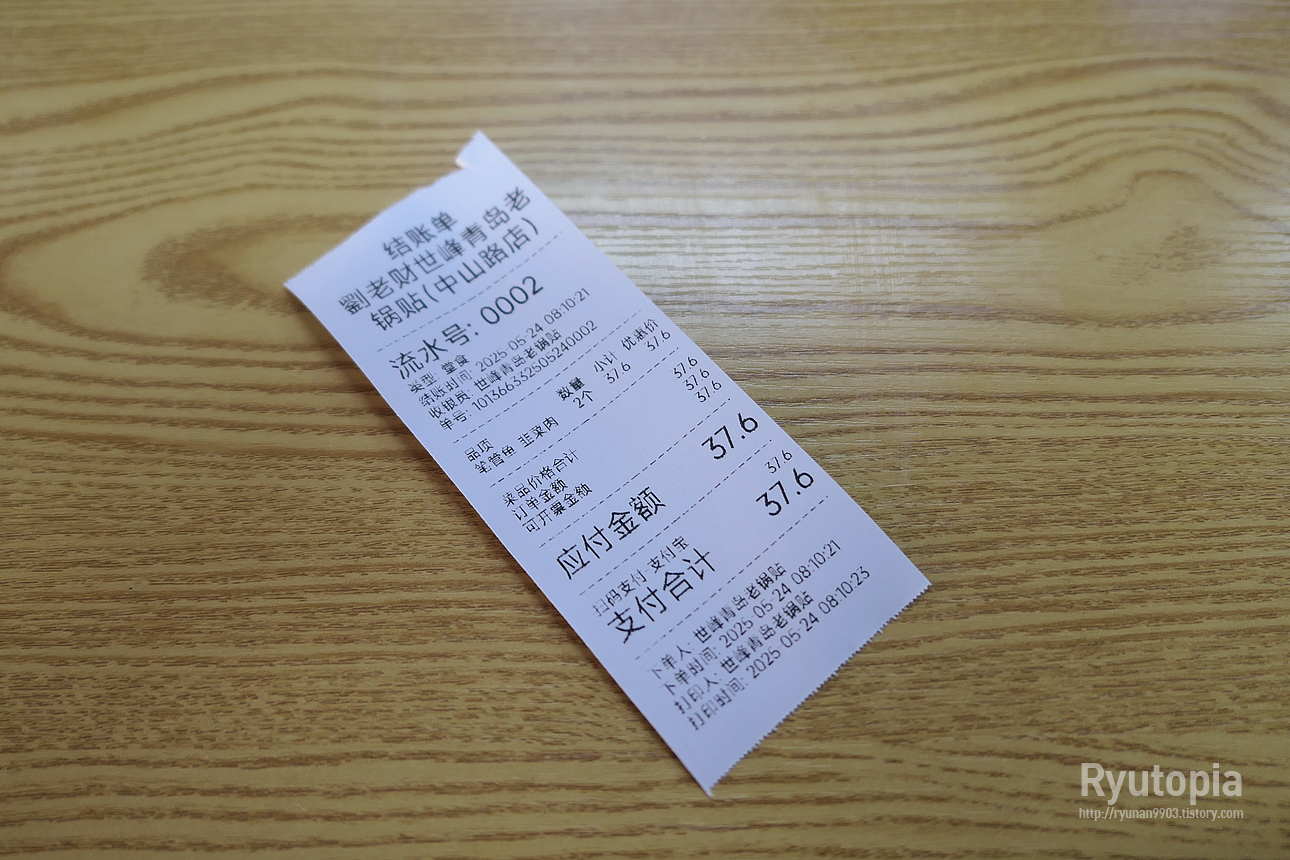 结账单
劉老财世峰青岛老
锅贴(中山路店)
流水号: 0002
类型: 堂食
结账时间: 2025-05-24 08:10:21
收银员: 世峰青岛老锅贴
单号: 101366332505240002
品项 数量 小计 优惠价
笔管鱼 韭菜肉 2个 37.6 37.6
菜品价格合计 37.6
订单金额 37.6
可开票金额 37.6
应付金额 37.6
扫码支付-支付宝 37.6
支付合计 37.6
下单人: 世峰青岛老锅贴
下单时间: 2025-05-24 08:10:21
打印人: 世峰青岛老锅贴
打印时间: 2025-05-24 08:10:23
Ryutopia
http://ryunan9903.tistory.com